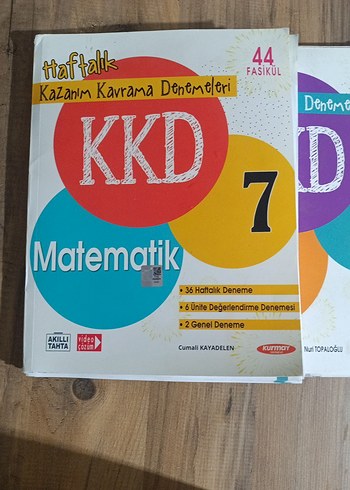 Haftalık
Kazanım Kavrama Denemeleri
44
FASİKÜL
KKD
7
Matematik
• 36 Haftalık Deneme
• 6 Ünite Değerlendirme Denemesi
• 2 Genel Deneme
AKILLI
TAHTA
video
çözüm
Cumali KAYADELEN
kurmay
Deneme
KD
Nuri TOPALOĞLU